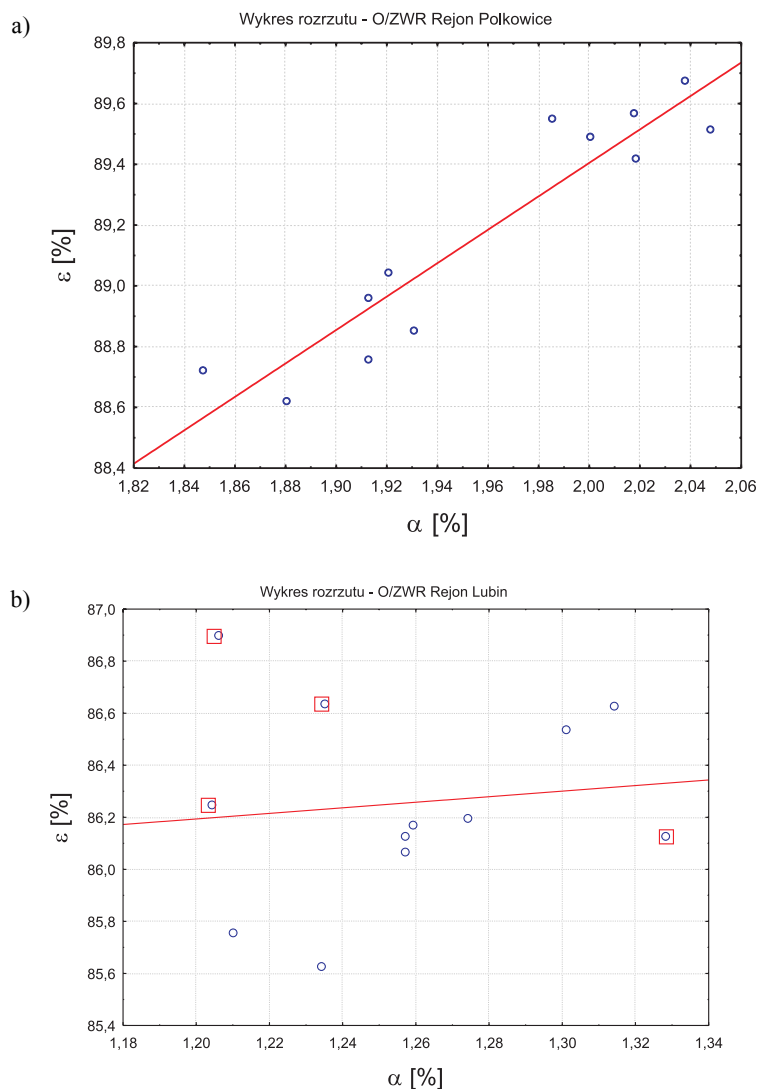 a)
Wykres rozrzutu - O/ZWR Rejon Polkowice
89,8
89,6
89,4
89,2
89,0
88,8
88,6
88,4
ε [%]
1,82 1,84 1,86 1,88 1,90 1,92 1,94 1,96 1,98 2,00 2,02 2,04 2,06
α [%]
b)
Wykres rozrzutu - O/ZWR Rejon Lubin
87,0
86,8
86,6
86,4
86,2
86,0
85,8
85,6
85,4
ε [%]
1,18 1,20 1,22 1,24 1,26 1,28 1,30 1,32 1,34
α [%]